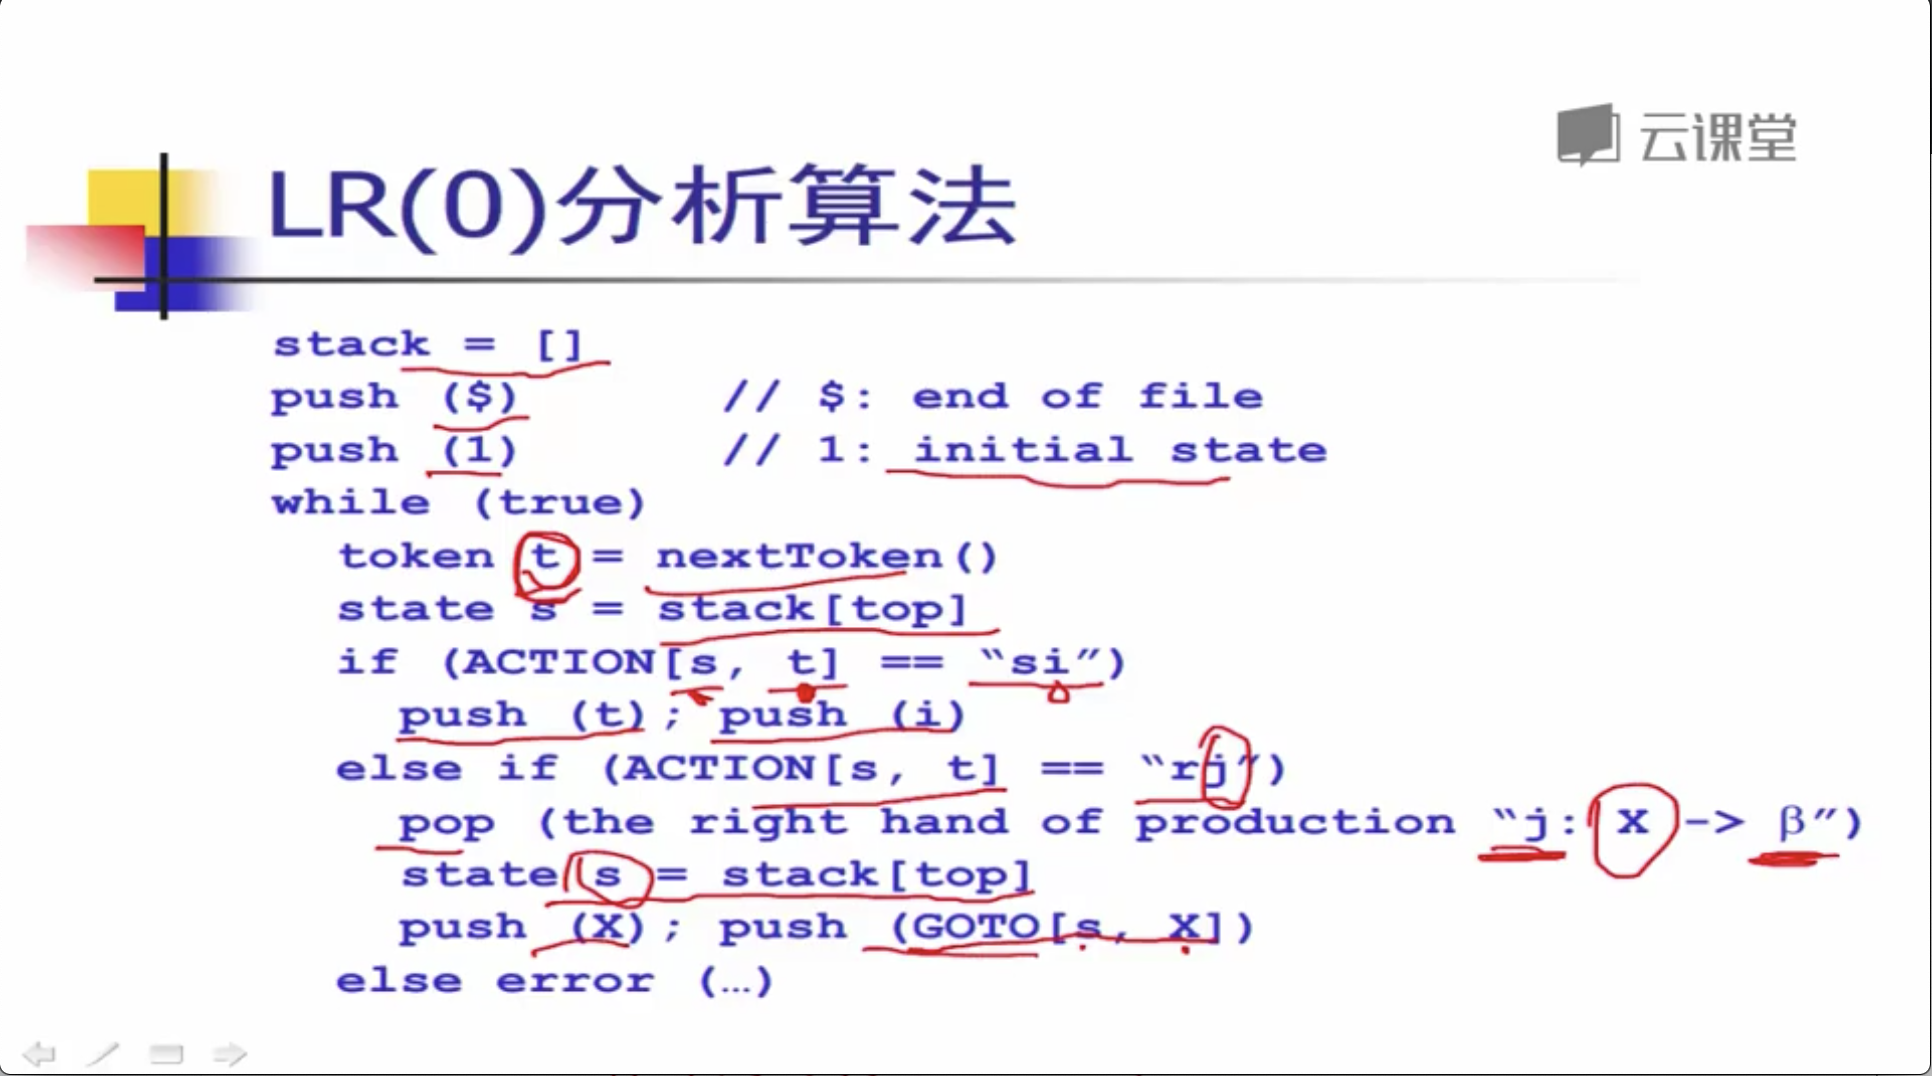 云课堂
LR(0)分析算法
stack = []
push ($) // $: end of file
push (1) // 1: initial state
while (true)
token t = nextToken()
state s = stack[top]
if (ACTION[s, t] == “si”)
push (t); push (i)
else if (ACTION[s, t] == “rj”)
pop (the right hand of production “j: X -> β”)
state s = stack[top]
push (X); push (GOTO[s, X])
else error (…)